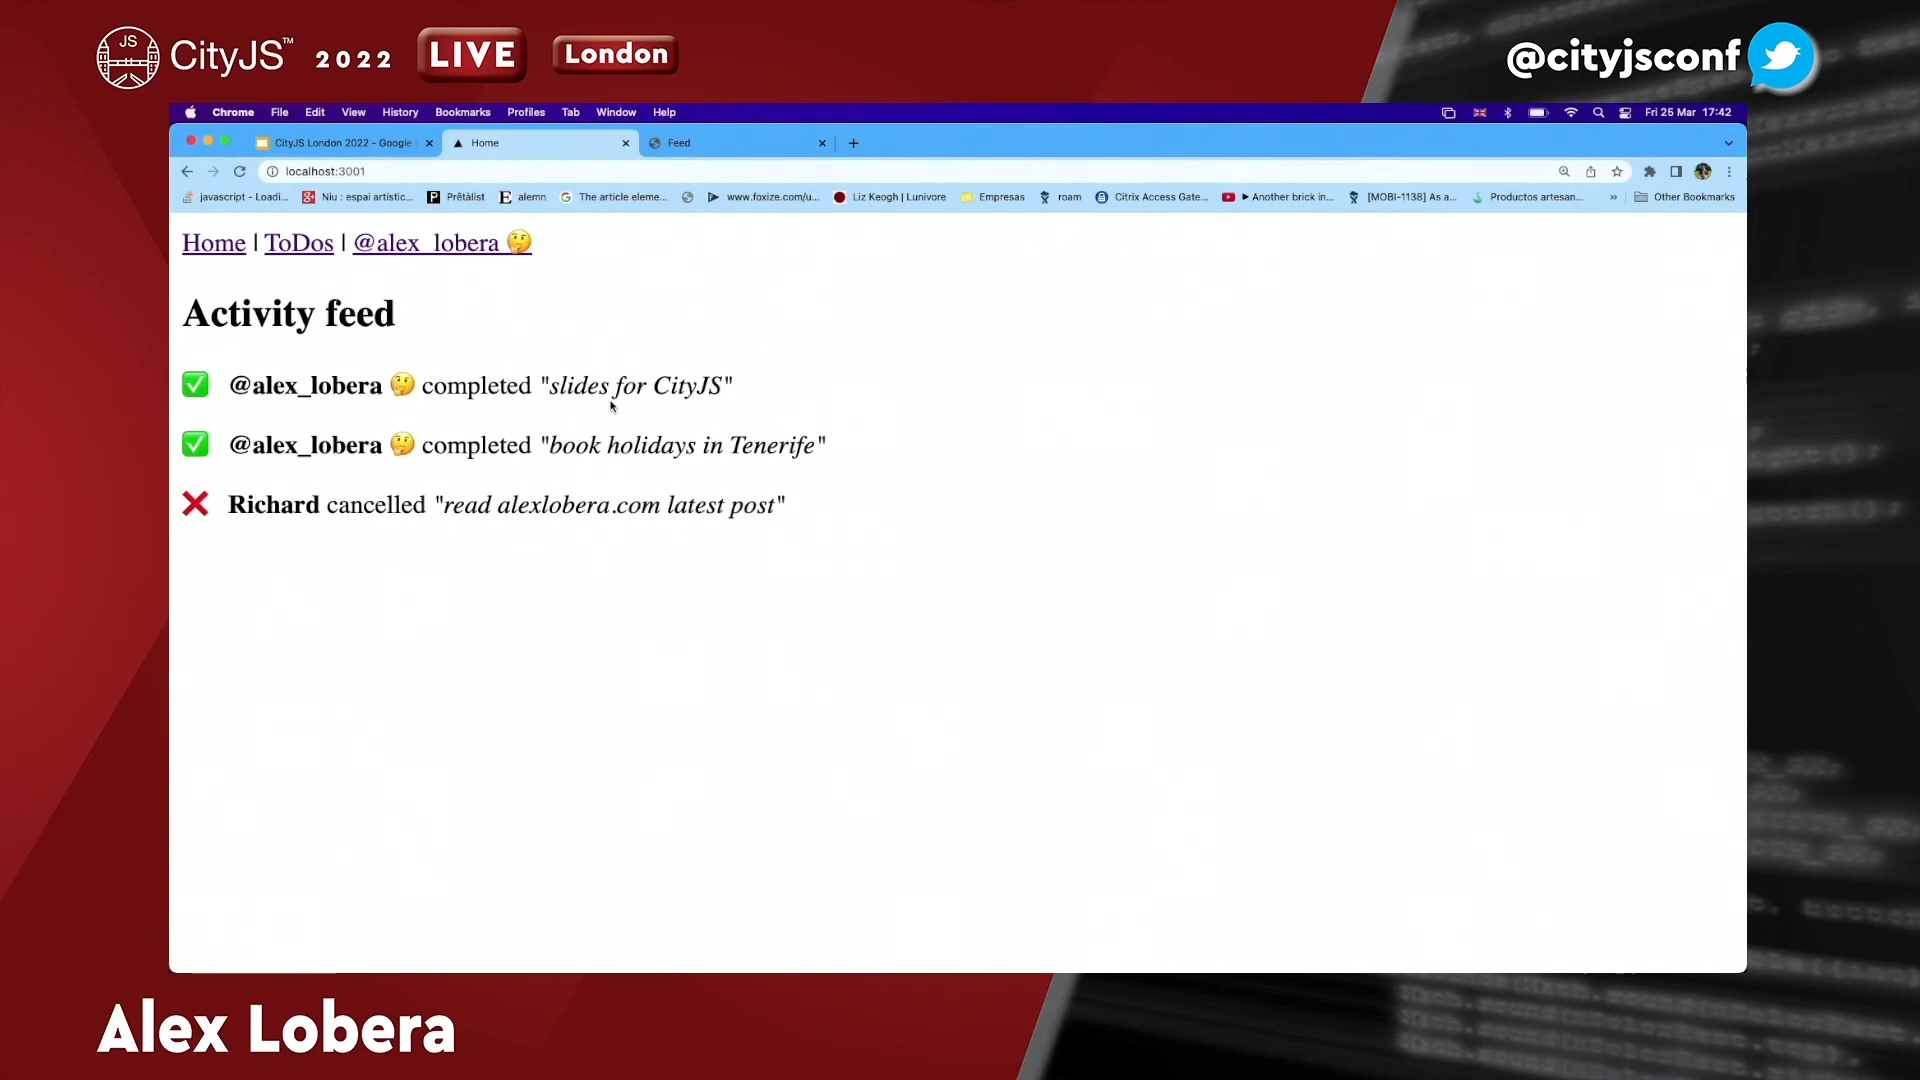 JS
CityJS™ 2022 LIVE London
@cityjsconf
Chrome File Edit View History Bookmarks Profiles Tab Window Help
Fri 25 Mar 17:42
CityJS London 2022 - Google
Home
Feed
localhost:3001
javascript - Loadi... Niu : espai artístic... Prêtàlist alemn The article eleme... www.foxize.com/u... Liz Keogh | Lunivore Empresas roam Citrix Access Gate... Another brick in... [MOBI-1138] As a... Productos artesan... » Other Bookmarks
Home | ToDos | @alex_lobera 🤔
Activity feed
✅ @alex_lobera 🤔 completed "slides for CityJS"
✅ @alex_lobera 🤔 completed "book holidays in Tenerife"
❌ Richard cancelled "read alexlobera.com latest post"
Alex Lobera